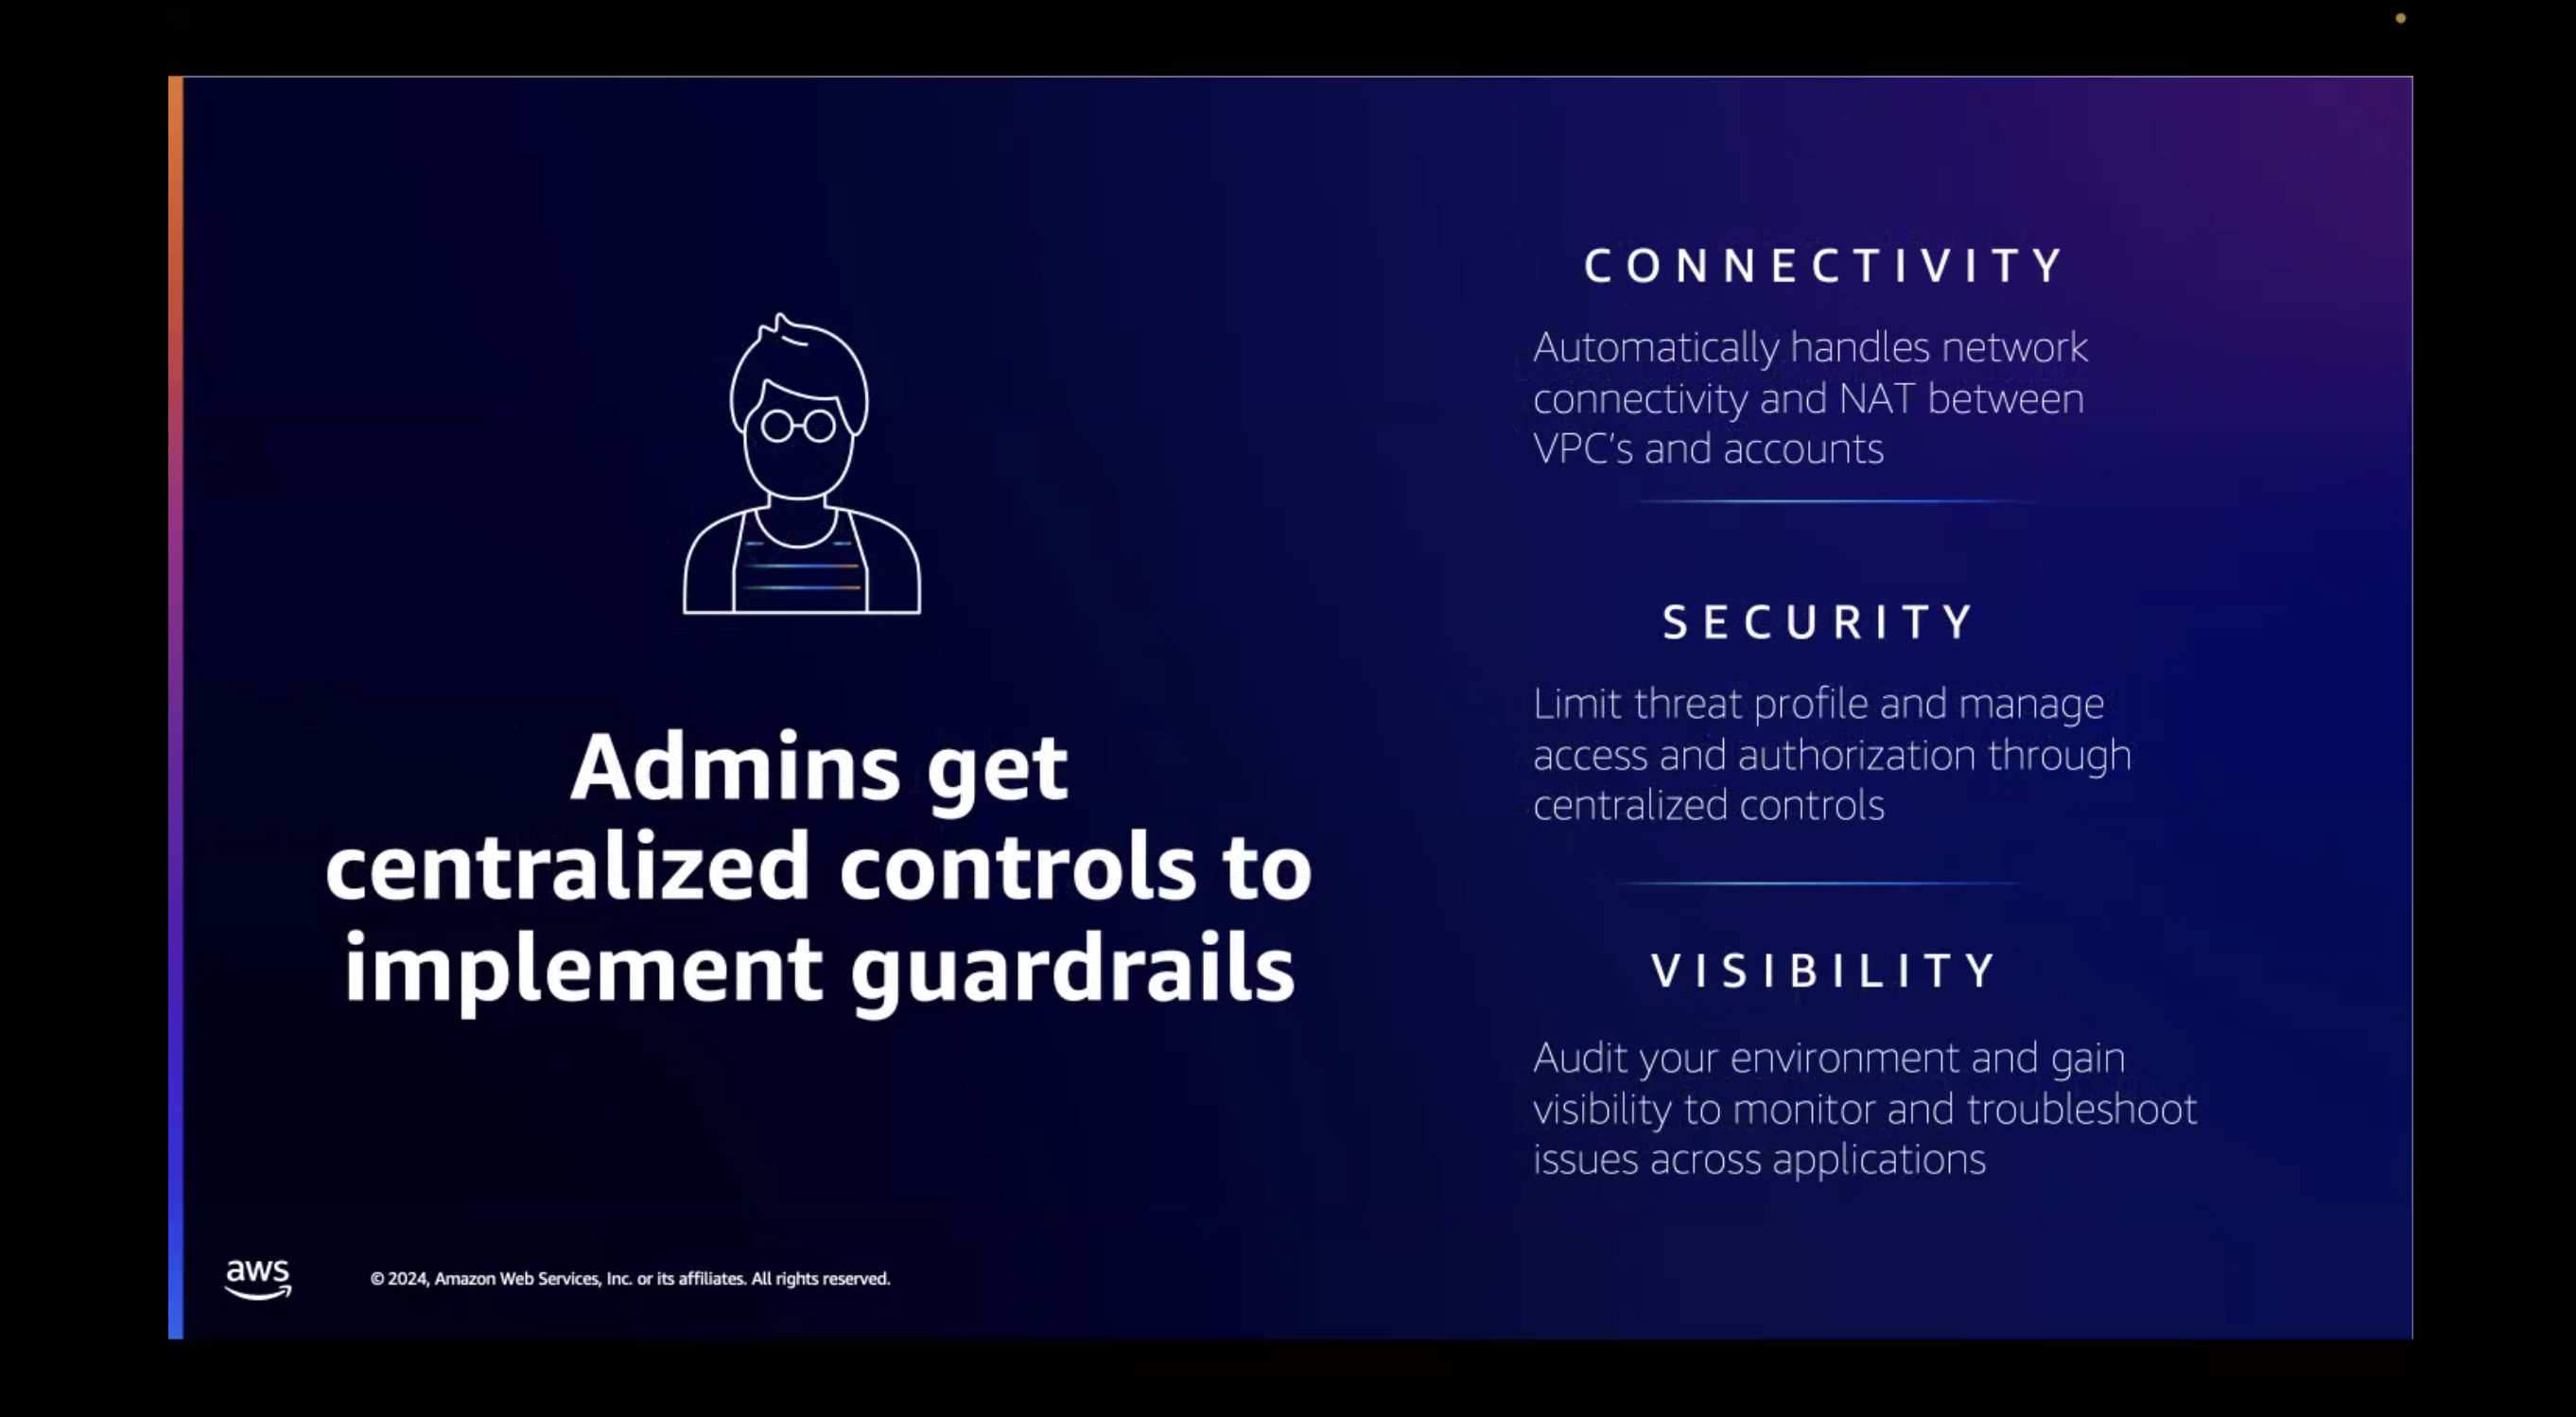 Admins get
centralized controls to
implement guardrails
CONNECTIVITY
Automatically handles network
connectivity and NAT between
VPC's and accounts
SECURITY
Limit threat profile and manage
access and authorization through
centralized controls
VISIBILITY
Audit your environment and gain
visibility to monitor and troubleshoot
issues across applications
aws
© 2024, Amazon Web Services, Inc. or its affiliates. All rights reserved.